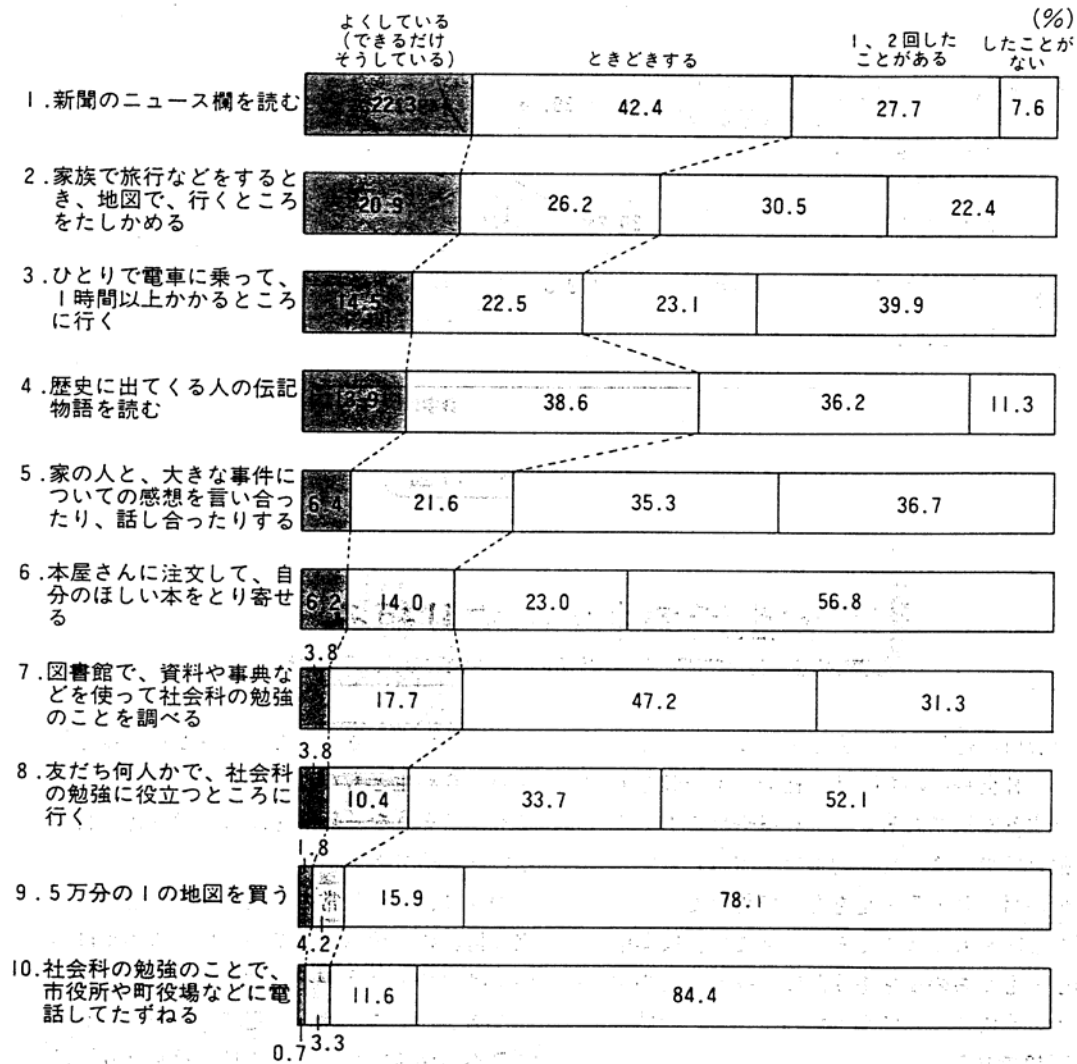 (%)
よくしている
(できるだけ
そうしている)
ときどきする
1、2回した
ことがある
したことが
ない
1.新聞のニュース欄を読む
22.3
42.4
27.7
7.6
2.家族で旅行などをすると
き、地図で、行くところ
をたしかめる
20.9
26.2
30.5
22.4
3.ひとりで電車に乗って、
1時間以上かかるところ
に行く
14.5
22.5
23.1
39.9
4.歴史に出てくる人の伝記
物語を読む
13.9
38.6
36.2
11.3
5.家の人と、大きな事件に
ついての感想を言い合っ
たり、話し合ったりする
6.4
21.6
35.3
36.7
6.本屋さんに注文して、自
分のほしい本をとり寄せ
る
6.2
14.0
23.0
56.8
7.図書館で、資料や事典な
どを使って社会科の勉強
のことを調べる
3.8
17.7
47.2
31.3
8.友だち何人かで、社会科
の勉強に役立つところに
行く
3.8
10.4
33.7
52.1
9.5万分の1の地図を買う
1.8
4.2
15.9
78.1
10.社会科の勉強のことで、
市役所や町役場などに電
話してたずねる
0.7
3.3
11.6
84.4